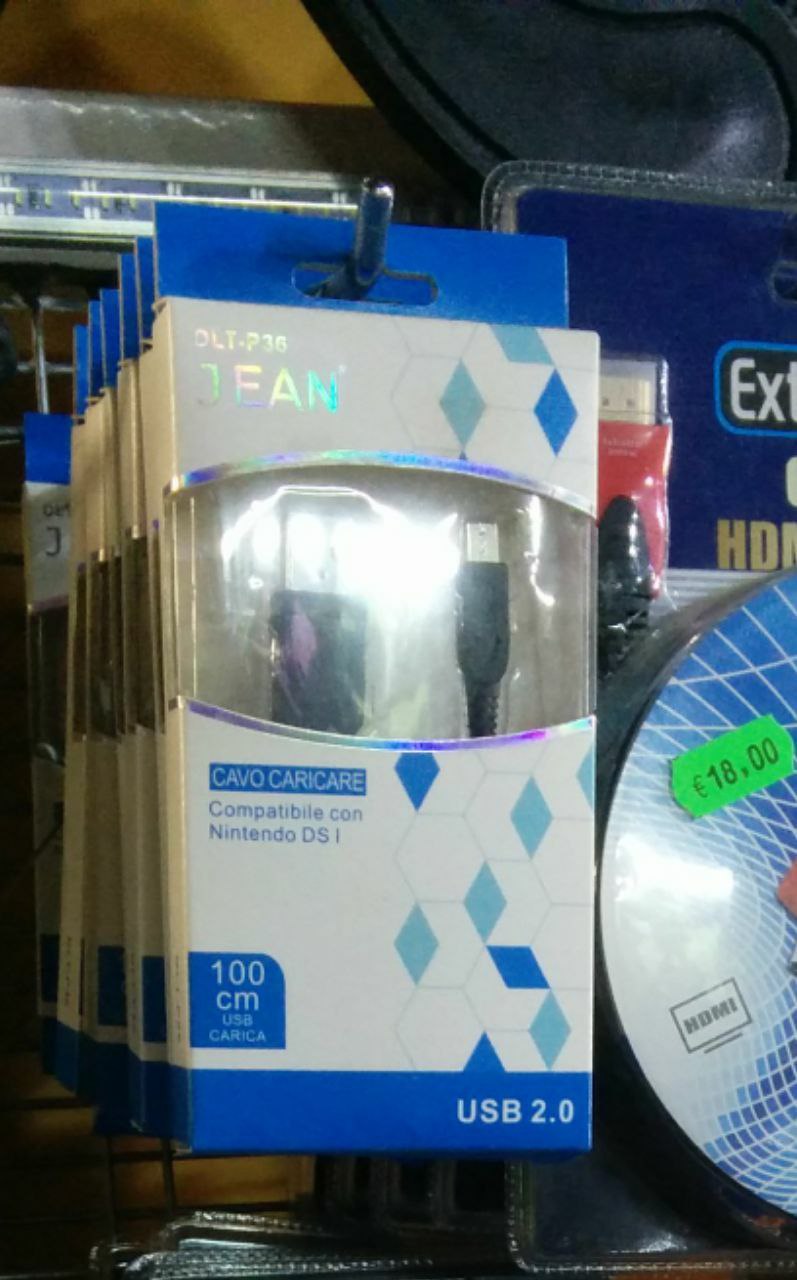 DLT-P36
JEAN
CAVO CARICARE
Compatibile con
Nintendo DS I
100
cm
USB
CARICA
USB 2.0
Ext
HDM
€18,00
HDMI